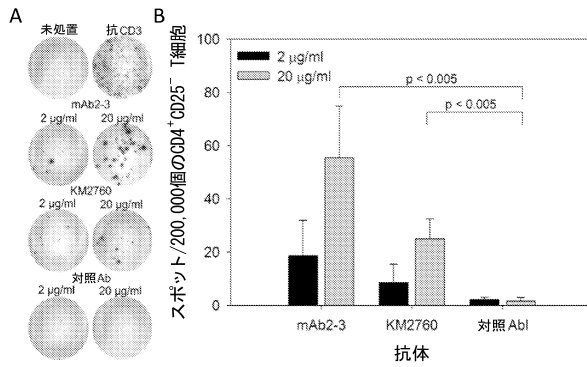 A
未処置 抗CD3
mAb2-3
2 μg/ml 20 μg/ml
KM2760
2 μg/ml 20 μg/ml
対照Ab
2 μg/ml 20 μg/ml
B
スポット/200,000個のCD4⁺CD25⁻ T細胞
100
80
60
40
20
0
2 μg/ml
20 μg/ml
p < 0.005
p < 0.005
mAb2-3 KM2760 対照AbI
抗体